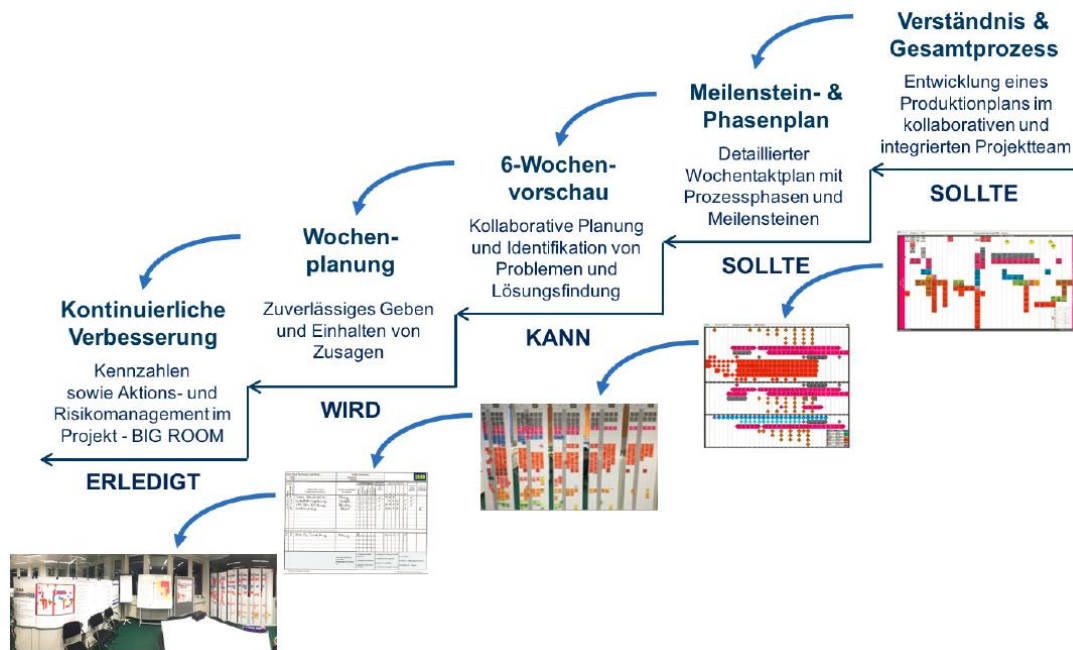 Verständnis &
Gesamtprozess
Entwicklung eines
Produktionplans im
kollaborativen und
integrierten Projektteam
SOLLTE
Meilenstein- &
Phasenplan
Detaillierter
Wochentaktplan mit
Prozessphasen und
Meilensteinen
SOLLTE
6-Wochen-
vorschau
Kollaborative Planung
und Identifikation von
Problemen und
Lösungsfindung
KANN
Wochen-
planung
Zuverlässiges Geben
und Einhalten von
Zusagen
WIRD
Kontinuierliche
Verbesserung
Kennzahlen
sowie Aktions- und
Risikomanagement im
Projekt - BIG ROOM
ERLEDIGT